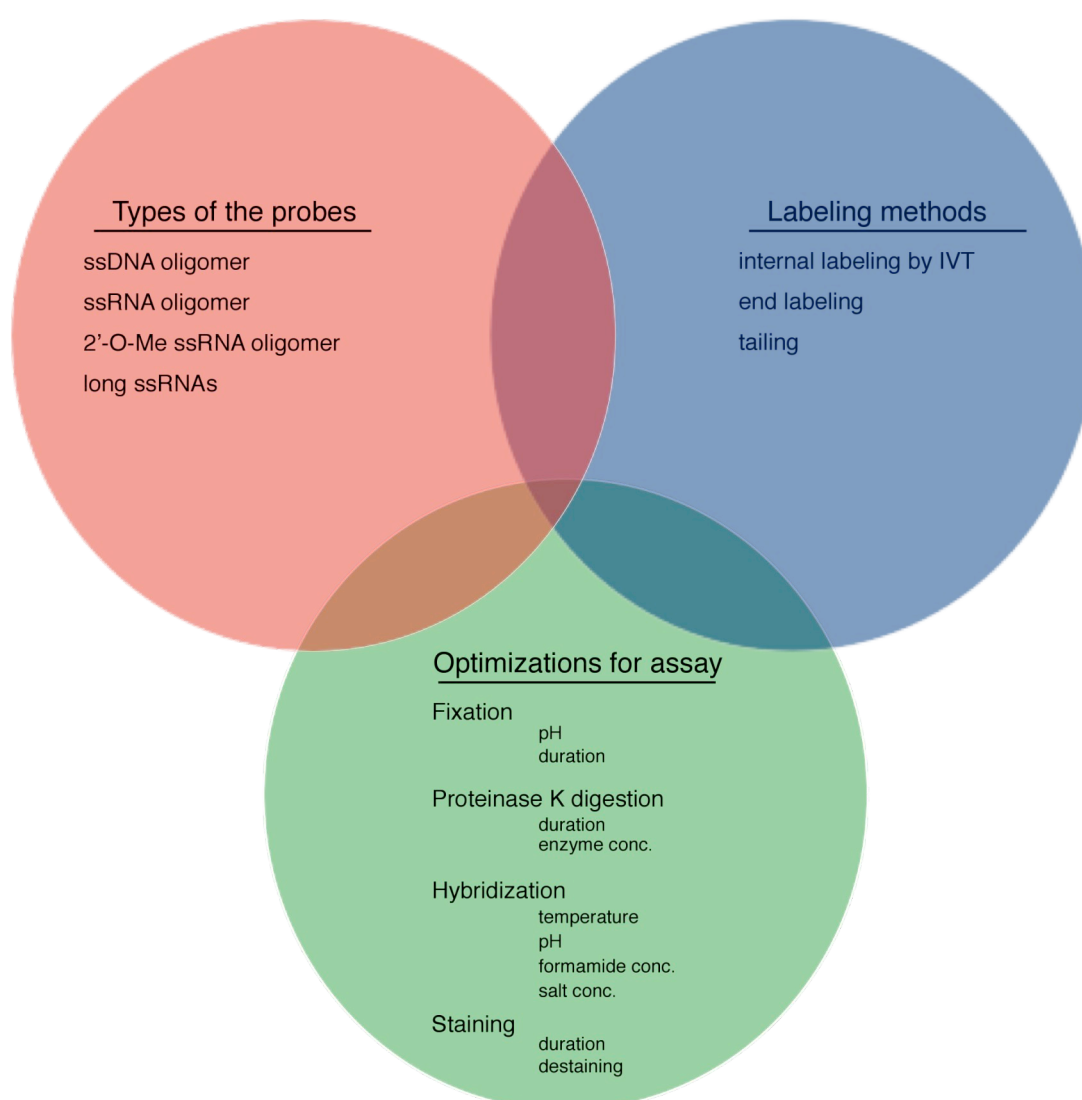 Types of the probes
ssDNA oligomer
ssRNA oligomer
2’-O-Me ssRNA oligomer
long ssRNAs
Labeling methods
internal labeling by IVT
end labeling
tailing
Optimizations for assay
Fixation
pH
duration
Proteinase K digestion
duration
enzyme conc.
Hybridization
temperature
pH
formamide conc.
salt conc.
Staining
duration
destaining